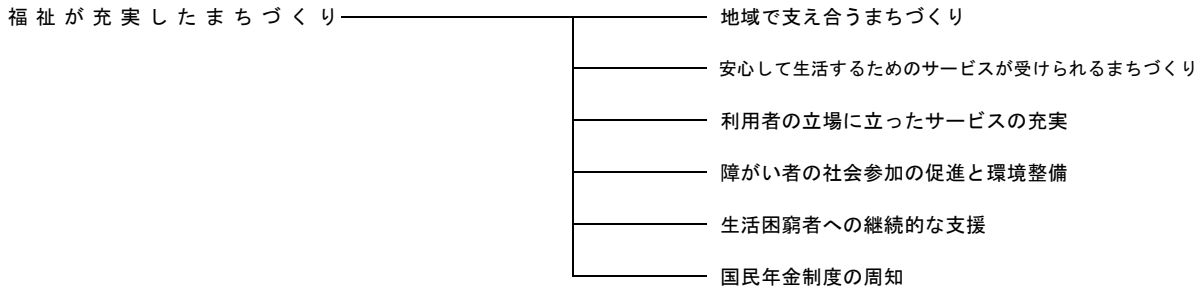 福祉が充実したまちづくり
地域で支え合うまちづくり
安心して生活するためのサービスが受けられるまちづくり
利用者の立場に立ったサービスの充実
障がい者の社会参加の促進と環境整備
生活困窮者への継続的な支援
国民年金制度の周知